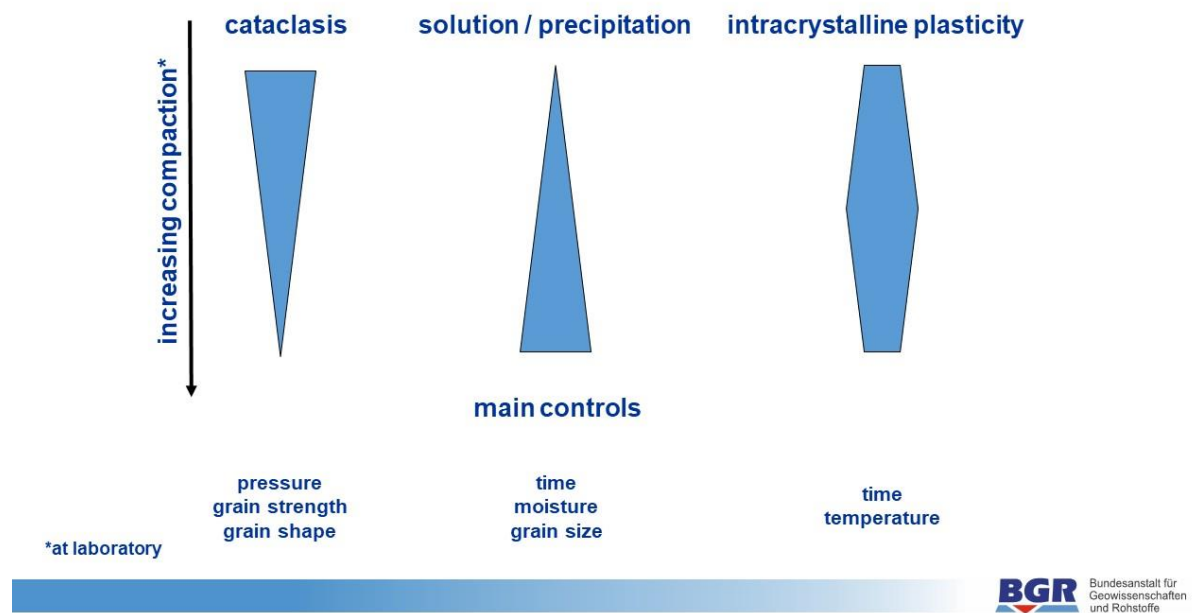 cataclasis
solution / precipitation
intracrystalline plasticity
increasing compaction*
main controls
pressure
grain strength
grain shape
time
moisture
grain size
time
temperature
*at laboratory
BGR
Bundesanstalt für
Geowissenschaften
und Rohstoffe